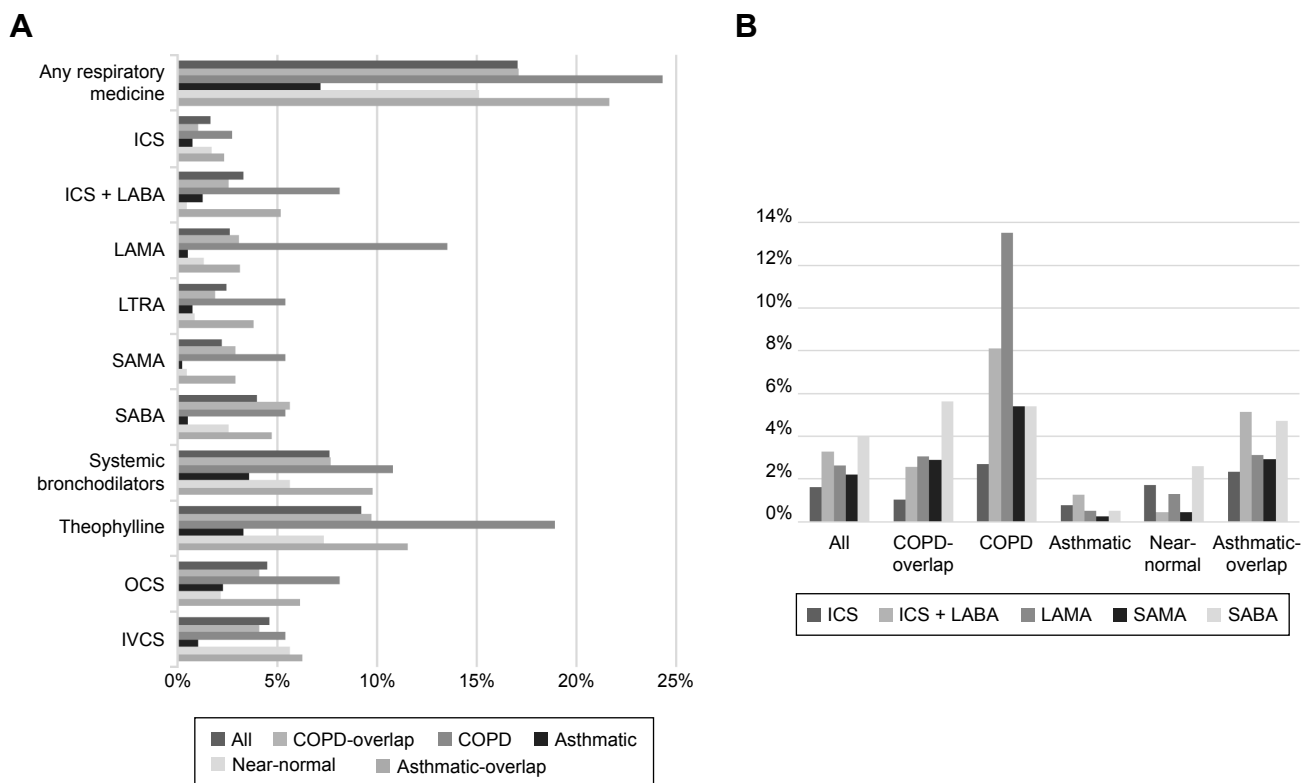 A
Any respiratory
medicine
ICS
ICS + LABA
LAMA
LTRA
SAMA
SABA
Systemic
bronchodilators
Theophylline
OCS
IVCS
0% 5% 10% 15% 20% 25%
All COPD-overlap COPD Asthmatic
Near-normal Asthmatic-overlap
B
14%
12%
10%
8%
6%
4%
2%
0%
All COPD- COPD Asthmatic Near- Asthmatic-
overlap normal overlap
ICS ICS + LABA LAMA SAMA SABA